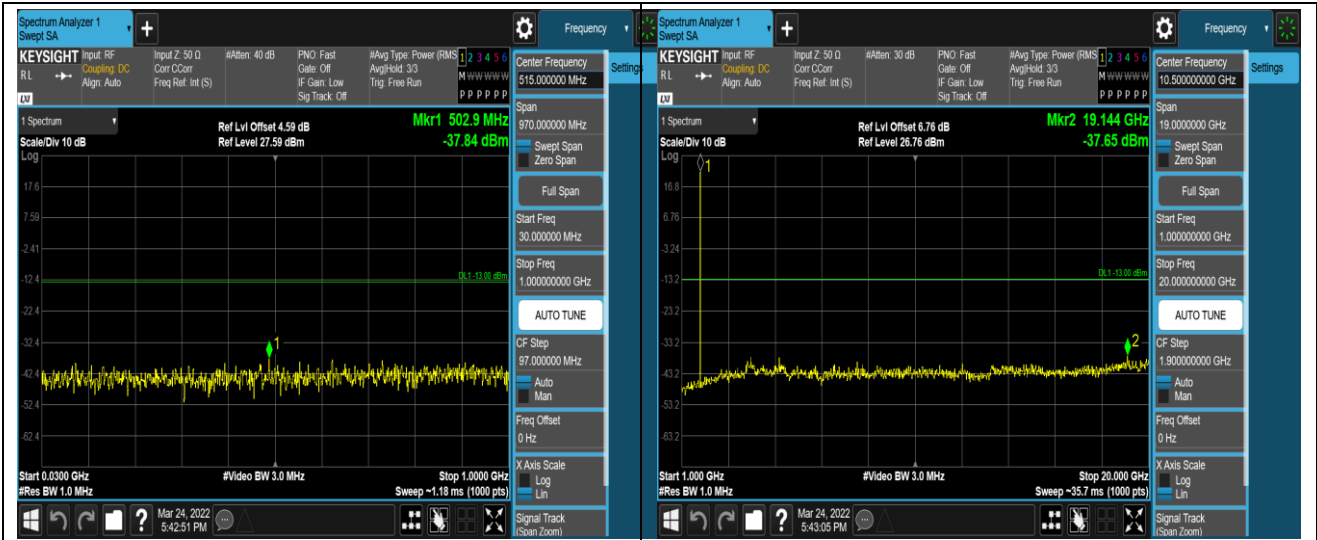 Spectrum Analyzer 1
Swept SA
Frequency
KEYSIGHT
RL
LXI
Input: RF
Coupling: DC
Align: Auto
Input Z: 50 Ω
Corr CCorr
Freq Ref: Int (S)
#Atten: 40 dB
PNO: Fast
Gate: Off
IF Gain: Low
Sig Track: Off
#Avg Type: Power (RMS
Avg|Hold: 3/3
Trig: Free Run
1 2 3 4 5 6
M W W W W W
P P P P P P
Center Frequency
515.000000 MHz
Settings
1 Spectrum
Scale/Div 10 dB
Log
Ref Lvl Offset 4.59 dB
Ref Level 27.59 dBm
Mkr1 502.9 MHz
-37.84 dBm
17.6
7.59
-2.41
-12.4
-22.4
-32.4
-42.4
-52.4
-62.4
DL1 -13.00 dBm
1
Span
970.000000 MHz
Swept Span
Zero Span
Full Span
Start Freq
30.000000 MHz
Stop Freq
1.000000000 GHz
AUTO TUNE
CF Step
97.000000 MHz
Auto
Man
Freq Offset
0 Hz
X Axis Scale
Log
Lin
Signal Track
(Span Zoom)
Start 0.0300 GHz
#Res BW 1.0 MHz
#Video BW 3.0 MHz
Stop 1.0000 GHz
Sweep ~1.18 ms (1000 pts)
Mar 24, 2022
5:42:51 PM
Spectrum Analyzer 1
Swept SA
Frequency
KEYSIGHT
RL
LXI
Input: RF
Coupling: DC
Align: Auto
Input Z: 50 Ω
Corr CCorr
Freq Ref: Int (S)
#Atten: 30 dB
PNO: Fast
Gate: Off
IF Gain: Low
Sig Track: Off
#Avg Type: Power (RMS
Avg|Hold: 3/3
Trig: Free Run
1 2 3 4 5 6
M W W W W W
P P P P P P
Center Frequency
10.500000000 GHz
Settings
1 Spectrum
Scale/Div 10 dB
Log
Ref Lvl Offset 6.76 dB
Ref Level 26.76 dBm
Mkr2 19.144 GHz
-37.65 dBm
1
16.8
6.76
-3.24
-13.2
-23.2
-33.2
-43.2
-53.2
-63.2
DL1 -13.00 dBm
2
Span
19.0000000 GHz
Swept Span
Zero Span
Full Span
Start Freq
1.000000000 GHz
Stop Freq
20.000000000 GHz
AUTO TUNE
CF Step
1.900000000 GHz
Auto
Man
Freq Offset
0 Hz
X Axis Scale
Log
Lin
Signal Track
(Span Zoom)
Start 1.000 GHz
#Res BW 1.0 MHz
#Video BW 3.0 MHz
Stop 20.000 GHz
Sweep ~35.7 ms (1000 pts)
Mar 24, 2022
5:43:05 PM